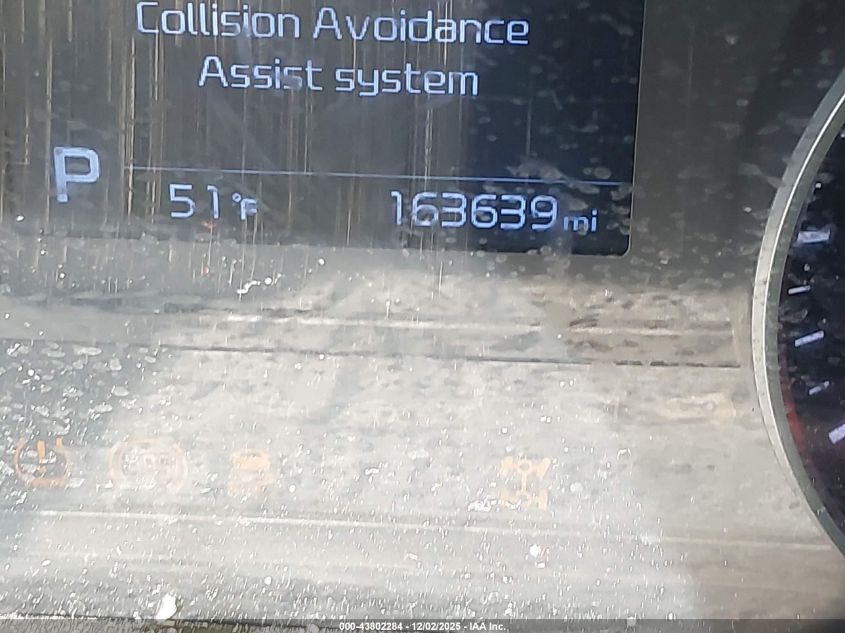 Collision Avoidance
Assist system
P
51°F 163639 mi
000-43802284 - 12/02/2025 - IAA Inc.